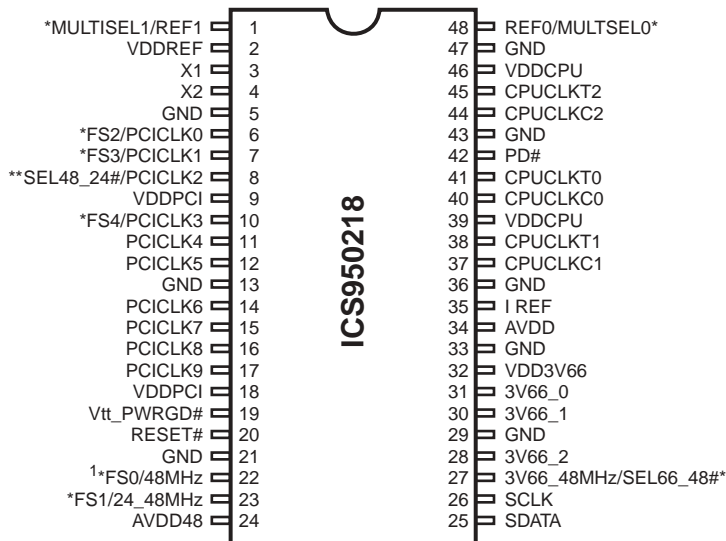 *MULTISEL1/REF1 1 48 REF0/MULTSEL0*
VDDREF 2 47 GND
X1 3 46 VDDCPU
X2 4 45 CPUCLKT2
GND 5 44 CPUCLKC2
*FS2/PCICLK0 6 43 GND
*FS3/PCICLK1 7 42 PD#
**SEL48_24#/PCICLK2 8 41 CPUCLKT0
VDDPCI 9 40 CPUCLKC0
*FS4/PCICLK3 10 39 VDDCPU
PCICLK4 11 38 CPUCLKT1
PCICLK5 12 37 CPUCLKC1
GND 13 36 GND
PCICLK6 14 35 I REF
PCICLK7 15 34 AVDD
PCICLK8 16 33 GND
PCICLK9 17 32 VDD3V66
VDDPCI 18 31 3V66_0
Vtt_PWRGD# 19 30 3V66_1
RESET# 20 29 GND
GND 21 28 3V66_2
1*FS0/48MHz 22 27 3V66_48MHz/SEL66_48#*
*FS1/24_48MHz 23 26 SCLK
AVDD48 24 25 SDATA
ICS950218